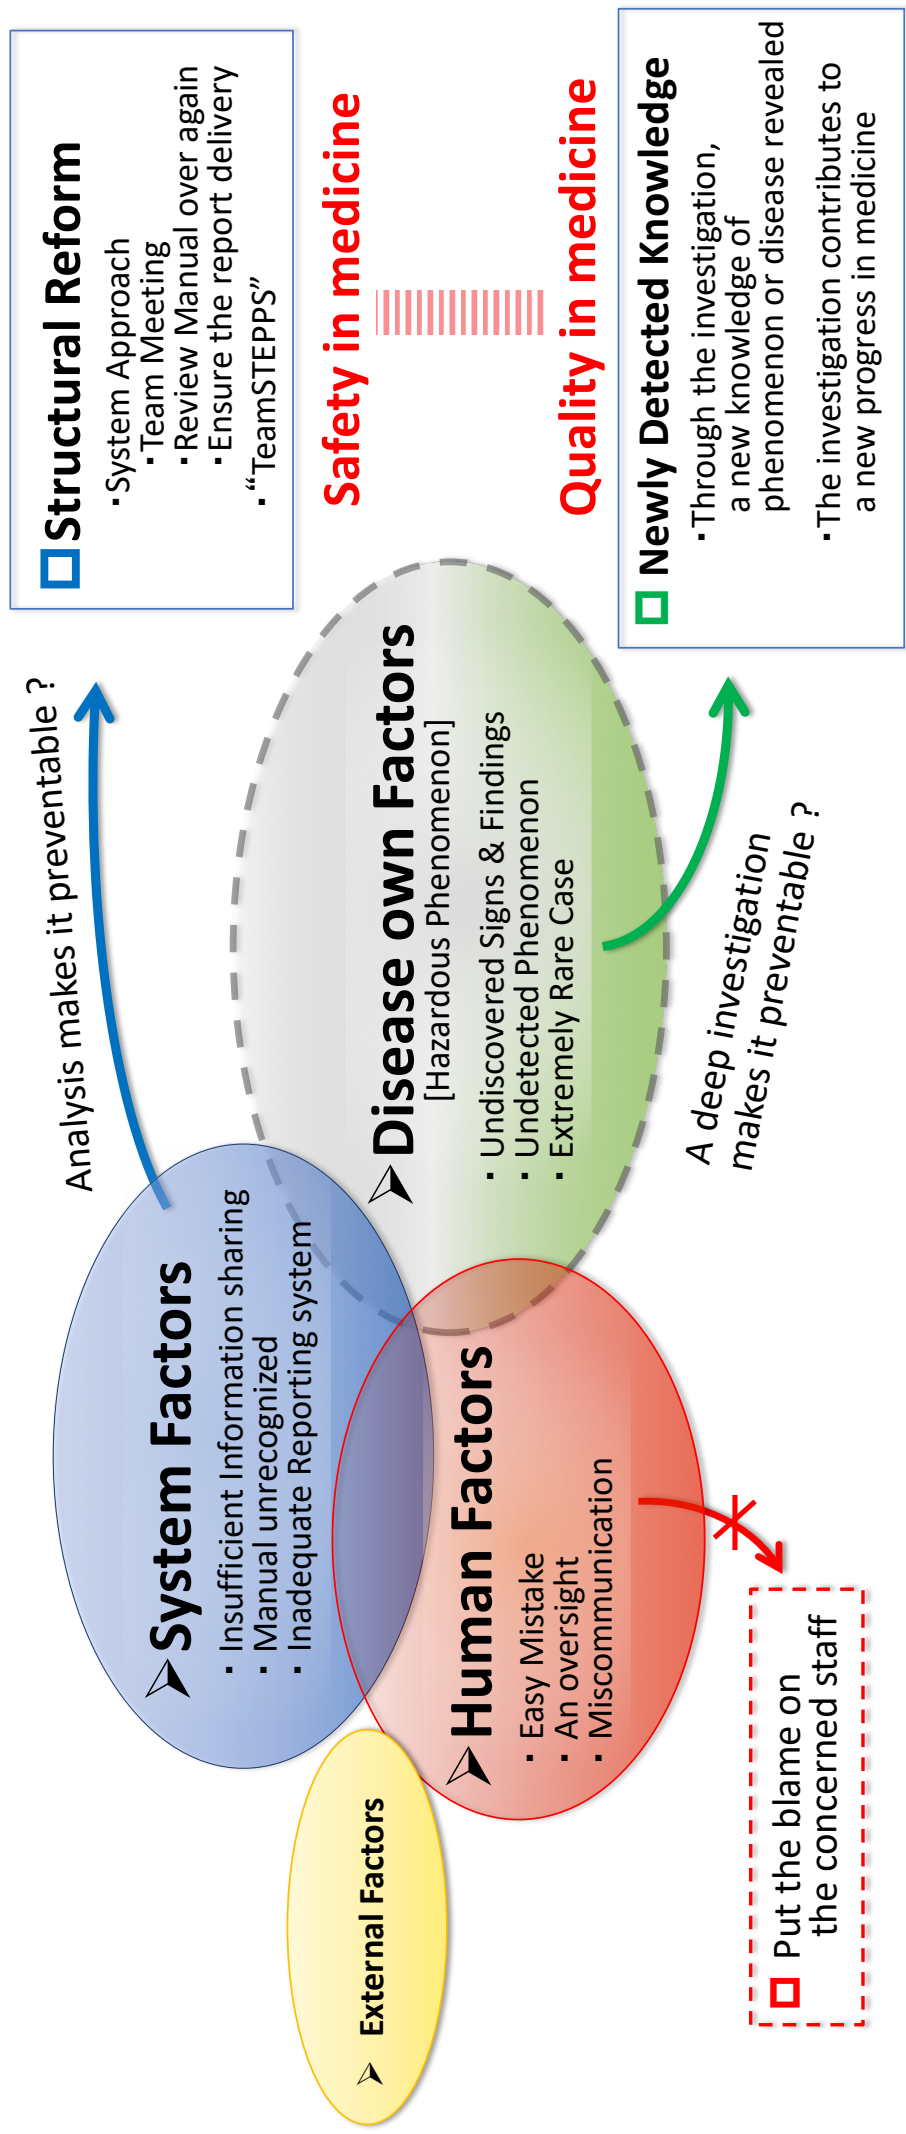 Analysis makes it preventable ?
➢System Factors
・Insufficient Information sharing
・Manual unrecognized
・Inadequate Reporting system
➢ External Factors
➢Human Factors
・Easy Mistake
・An oversight
・Miscommunication
Put the blame on
the concerned staff
➢Disease own Factors
[Hazardous Phenomenon]
・Undiscovered Signs & Findings
・Undetected Phenomenon
・Extremely Rare Case
A deep investigation
makes it preventable ?
Structural Reform
・System Approach
・Team Meeting
・Review Manual over again
・Ensure the report delivery
・“TeamSTEPPS”
Safety in medicine
Quality in medicine
Newly Detected Knowledge
・Through the investigation,
a new knowledge of
phenomenon or disease revealed
・The investigation contributes to
a new progress in medicine